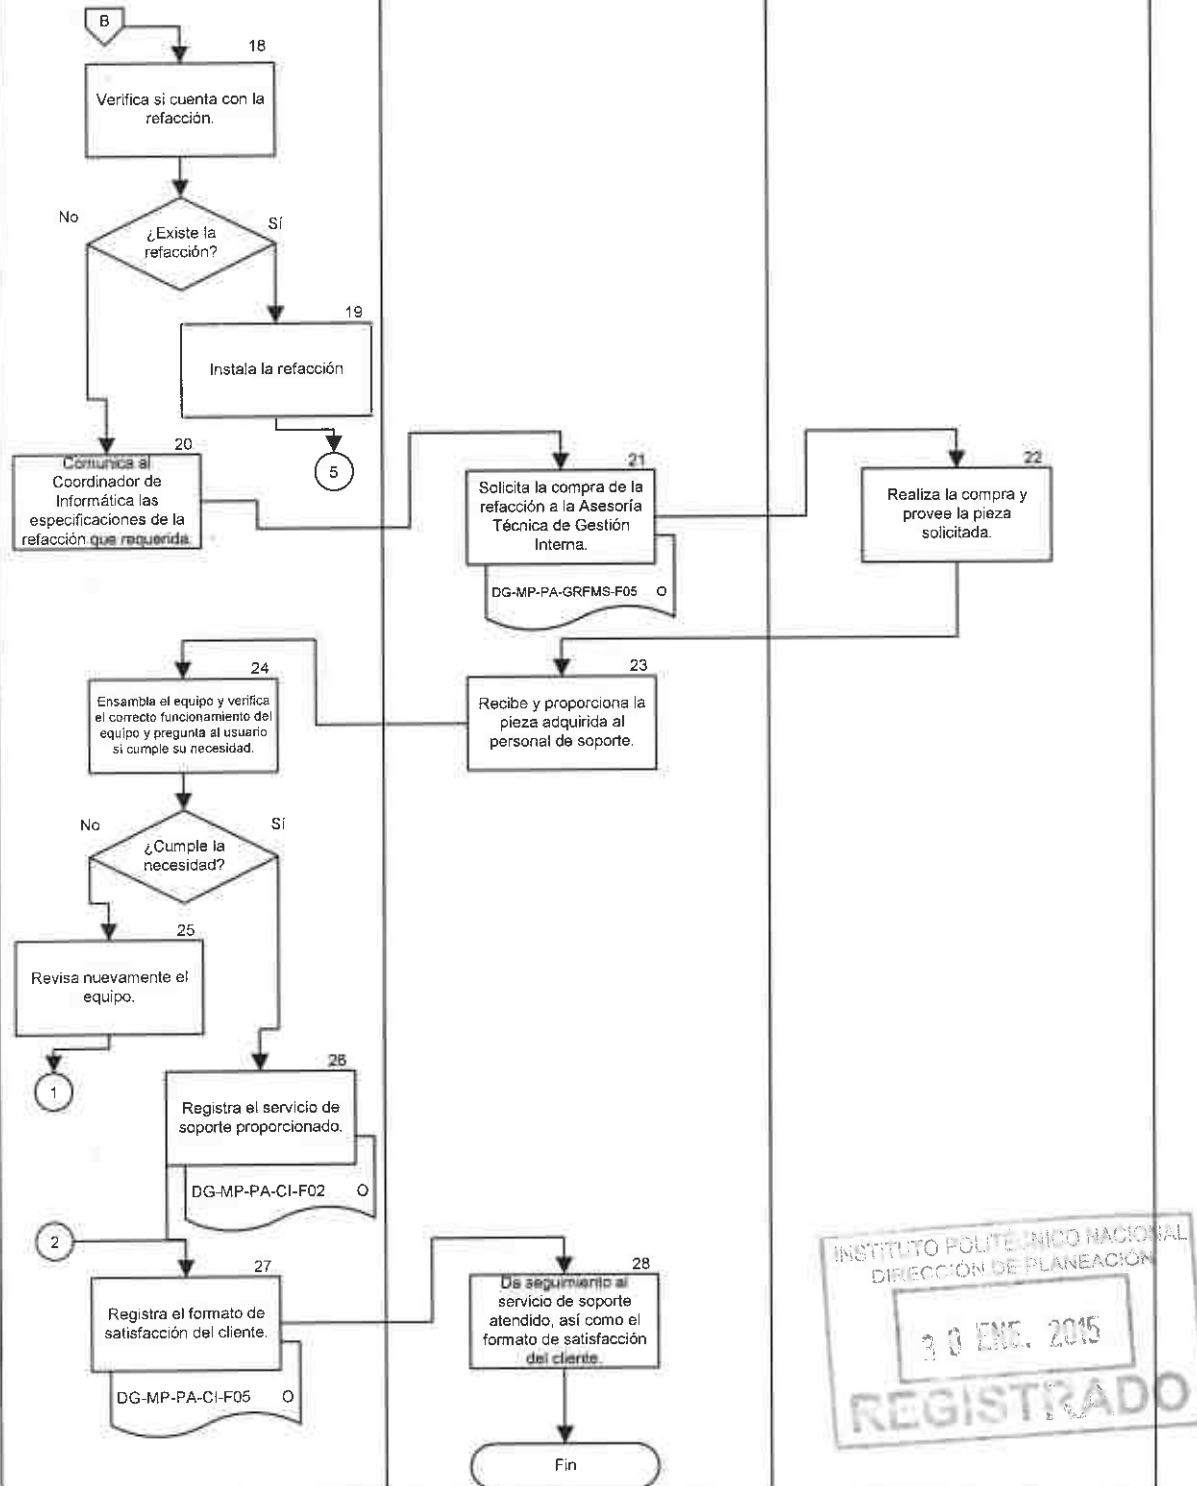 B
18
Verifica si cuenta con la
refacción.
No
¿Existe la
refacción?
Sí
19
Instala la refacción
5
20
Comunica al
Coordinador de
Informática las
especificaciones de la
refacción que requerida.
21
Solicita la compra de la
refacción a la Asesoría
Técnica de Gestión
Interna.
DG-MP-PA-GRFMS-F05 O
22
Realiza la compra y
provee la pieza
solicitada.
23
Recibe y proporciona la
pieza adquirida al
personal de soporte.
24
Ensambla el equipo y verifica
el correcto funcionamiento del
equipo y pregunta al usuario
si cumple su necesidad.
No
¿Cumple la
necesidad?
Sí
25
Revisa nuevamente el
equipo.
1
26
Registra el servicio de
soporte proporcionado.
DG-MP-PA-CI-F02 O
2
27
Registra el formato de
satisfacción del cliente.
DG-MP-PA-CI-F05 O
28
Da seguimiento al
servicio de soporte
atendido, así como el
formato de satisfacción
del cliente.
Fin
INSTITUTO POLITÉCNICO NACIONAL
DIRECCIÓN DE PLANEACIÓN
30 ENE. 2015
REGISTRADO